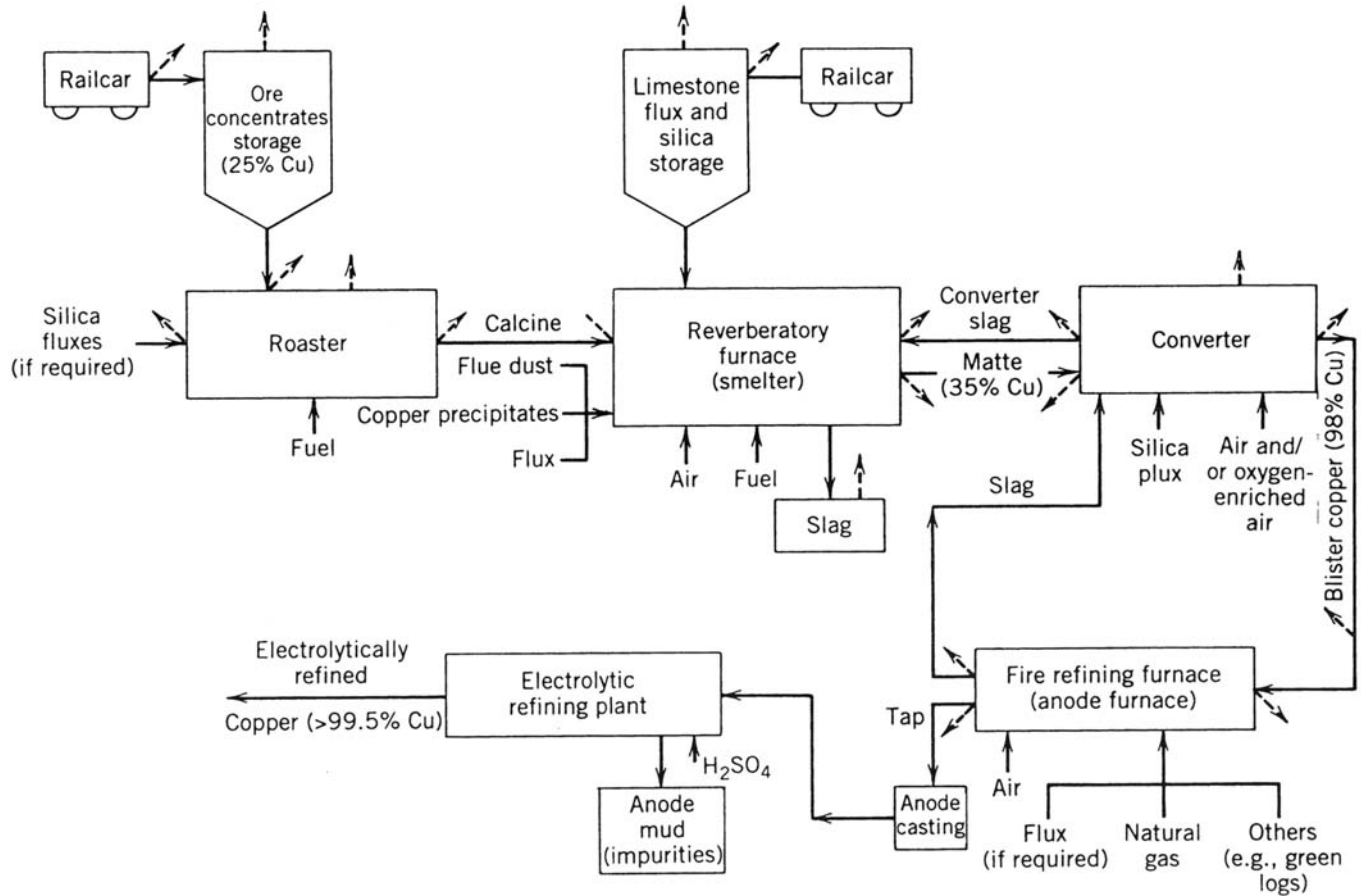 Railcar
Ore
concentrates
storage
(25% Cu)
Limestone
flux and
silica
storage
Railcar
Silica
fluxes
(if required)
Roaster
Fuel
Calcine
Flue dust
Copper precipitates
Flux
Reverberatory
furnace
(smelter)
Air
Fuel
Slag
Converter
slag
Matte
(35% Cu)
Converter
Silica
plux
Air and/
or oxygen-
enriched
air
Blister copper (98% Cu)
Slag
Electrolytically
refined
Copper (>99.5% Cu)
Electrolytic
refining plant
H₂SO₄
Anode
mud
(impurities)
Tap
Anode
casting
Fire refining furnace
(anode furnace)
Air
Flux
(if required)
Natural
gas
Others
(e.g., green
logs)